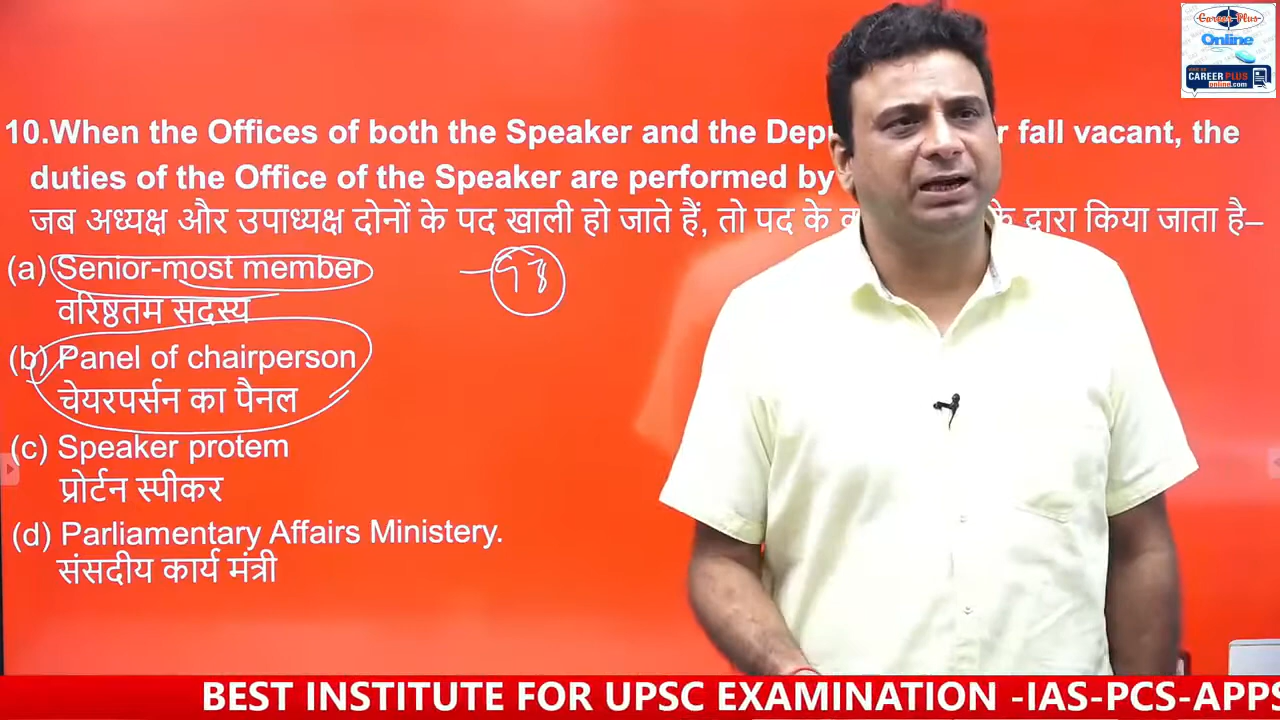 Career Plus
Online
CAREER PLUS
online.com
10.When the Offices of both the Speaker and the Dep r fall vacant, the
duties of the Office of the Speaker are performed by
जब अध्यक्ष और उपाध्यक्ष दोनों के पद खाली हो जाते हैं, तो पद के के द्वारा किया जाता है–
(a) Senior-most member
वरिष्ठतम सदस्य
(b) Panel of chairperson
चेयरपर्सन का पैनल
(c) Speaker protem
प्रोर्टन स्पीकर
(d) Parliamentary Affairs Ministery.
संसदीय कार्य मंत्री
BEST INSTITUTE FOR UPSC EXAMINATION -IAS-PCS-APPS